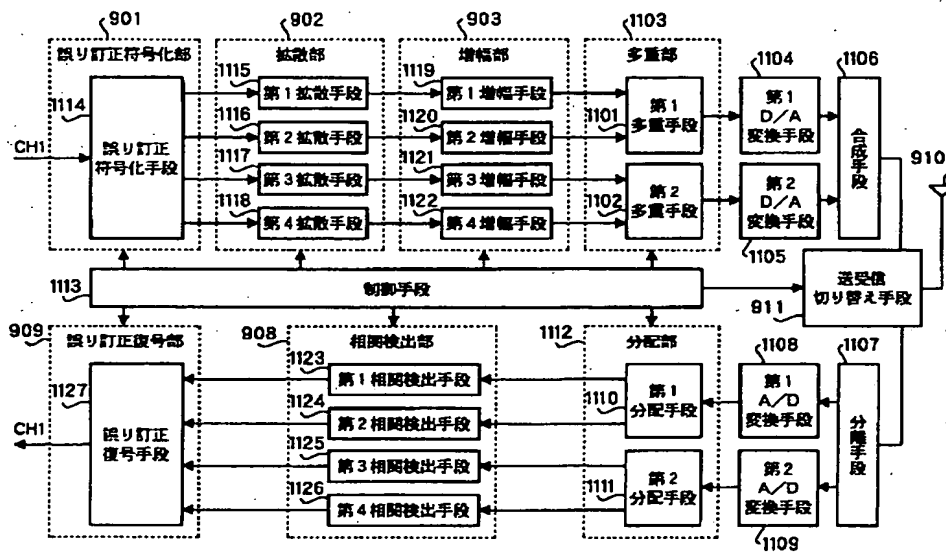 901
902
903
1103
誤り訂正符号化部
拡散部
増幅部
多重部
1114
1115
1119
1104
1106
第1拡散手段
第1増幅手段
第1
多重手段
1101
第1
D/A
変換手段
合成手段
1116
1120
第2拡散手段
第2増幅手段
CH1
誤り訂正
符号化手段
910
1117
1121
第3拡散手段
第3増幅手段
第2
多重手段
1102
第2
D/A
変換手段
1118
1122
第4拡散手段
第4増幅手段
1105
1113
制御手段
送受信
切り替え手段
911
909
誤り訂正復号部
908
相関検出部
1112
分配部
1108
1107
1123
第1相関検出手段
第1
分配手段
1110
第1
A/D
変換手段
分離手段
1127
1124
第2相関検出手段
CH1
誤り訂正
復号手段
1125
第3相関検出手段
第2
分配手段
1111
第2
A/D
変換手段
1126
第4相関検出手段
1109